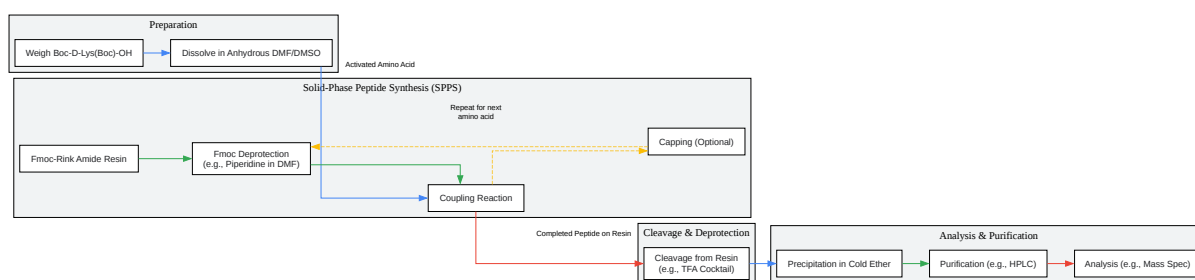 Preparation
Weigh Boc-D-Lys(Boc)-OH
Dissolve in Anhydrous DMF/DMSO
Activated Amino Acid
Solid-Phase Peptide Synthesis (SPPS)
Repeat for next
amino acid
Fmoc-Rink Amide Resin
Fmoc Deprotection
(e.g., Piperidine in DMF)
Capping (Optional)
Coupling Reaction
Completed Peptide on Resin
Cleavage & Deprotection
Cleavage from Resin
(e.g., TFA Cocktail)
Analysis & Purification
Precipitation in Cold Ether
Purification (e.g., HPLC)
Analysis (e.g., Mass Spec)